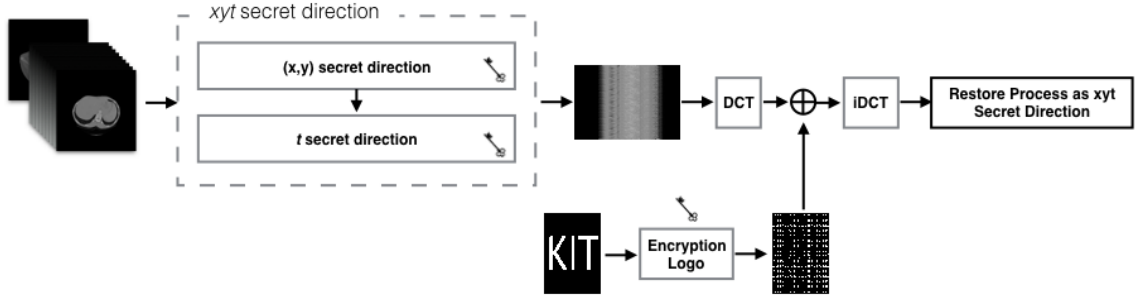 xyt secret direction
(x,y) secret direction
t secret direction
DCT
iDCT
Restore Process as xyt
Secret Direction
KIT
Encryption
Logo